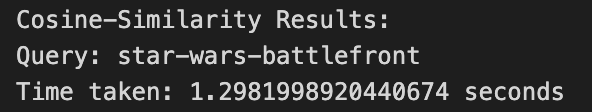 Cosine-Similarity Results:
Query: star-wars-battlefront
Time taken: 1.2981998920440674 seconds